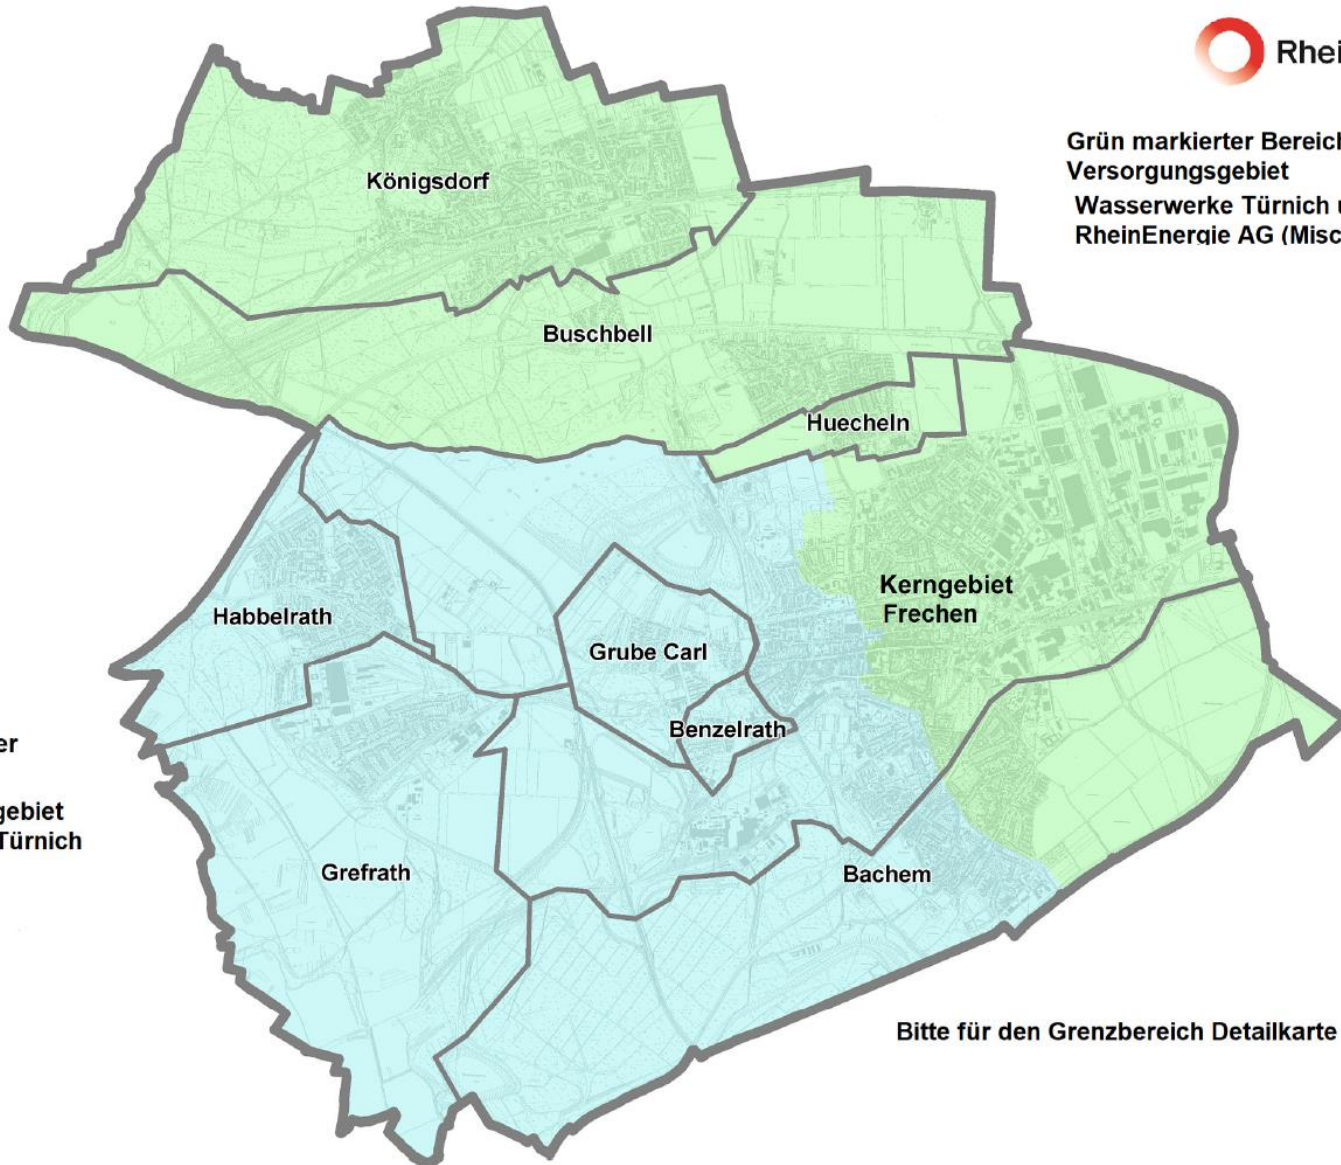 Rhei
Grün markierter Bereich
Versorgungsgebiet
Wasserwerke Türnich u
RheinEnergie AG (Misc
Königsdorf
Buschbell
Huecheln
Kerngebiet
Frechen
Habbelrath
Grube Carl
Benzelrath
er
gebiet
Türnich
Grefrath
Bachem
Bitte für den Grenzbereich Detailkarte